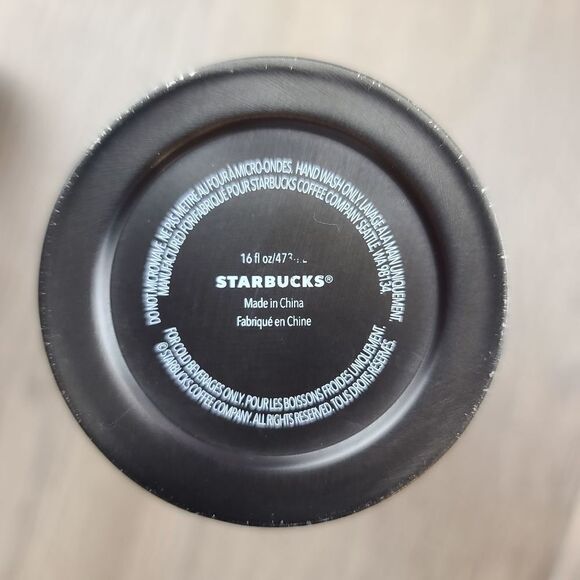 DO NOT MICROWAVE. NE PAS METTRE AU FOUR À MICRO-ONDES. HAND WASH ONLY. LAVAGE À LA MAIN UNIQUEMENT.
MANUFACTURED FOR/FABRIQUÉ POUR STARBUCKS COFFEE COMPANY SEATTLE, WA 98134
16 fl oz/473
STARBUCKS®
Made in China
Fabriqué en Chine
FOR COLD BEVERAGES ONLY. POUR LES BOISSONS FROIDES UNIQUEMENT.
© STARBUCKS COFFEE COMPANY. ALL RIGHTS RESERVED. TOUS DROITS RÉSERVÉS.